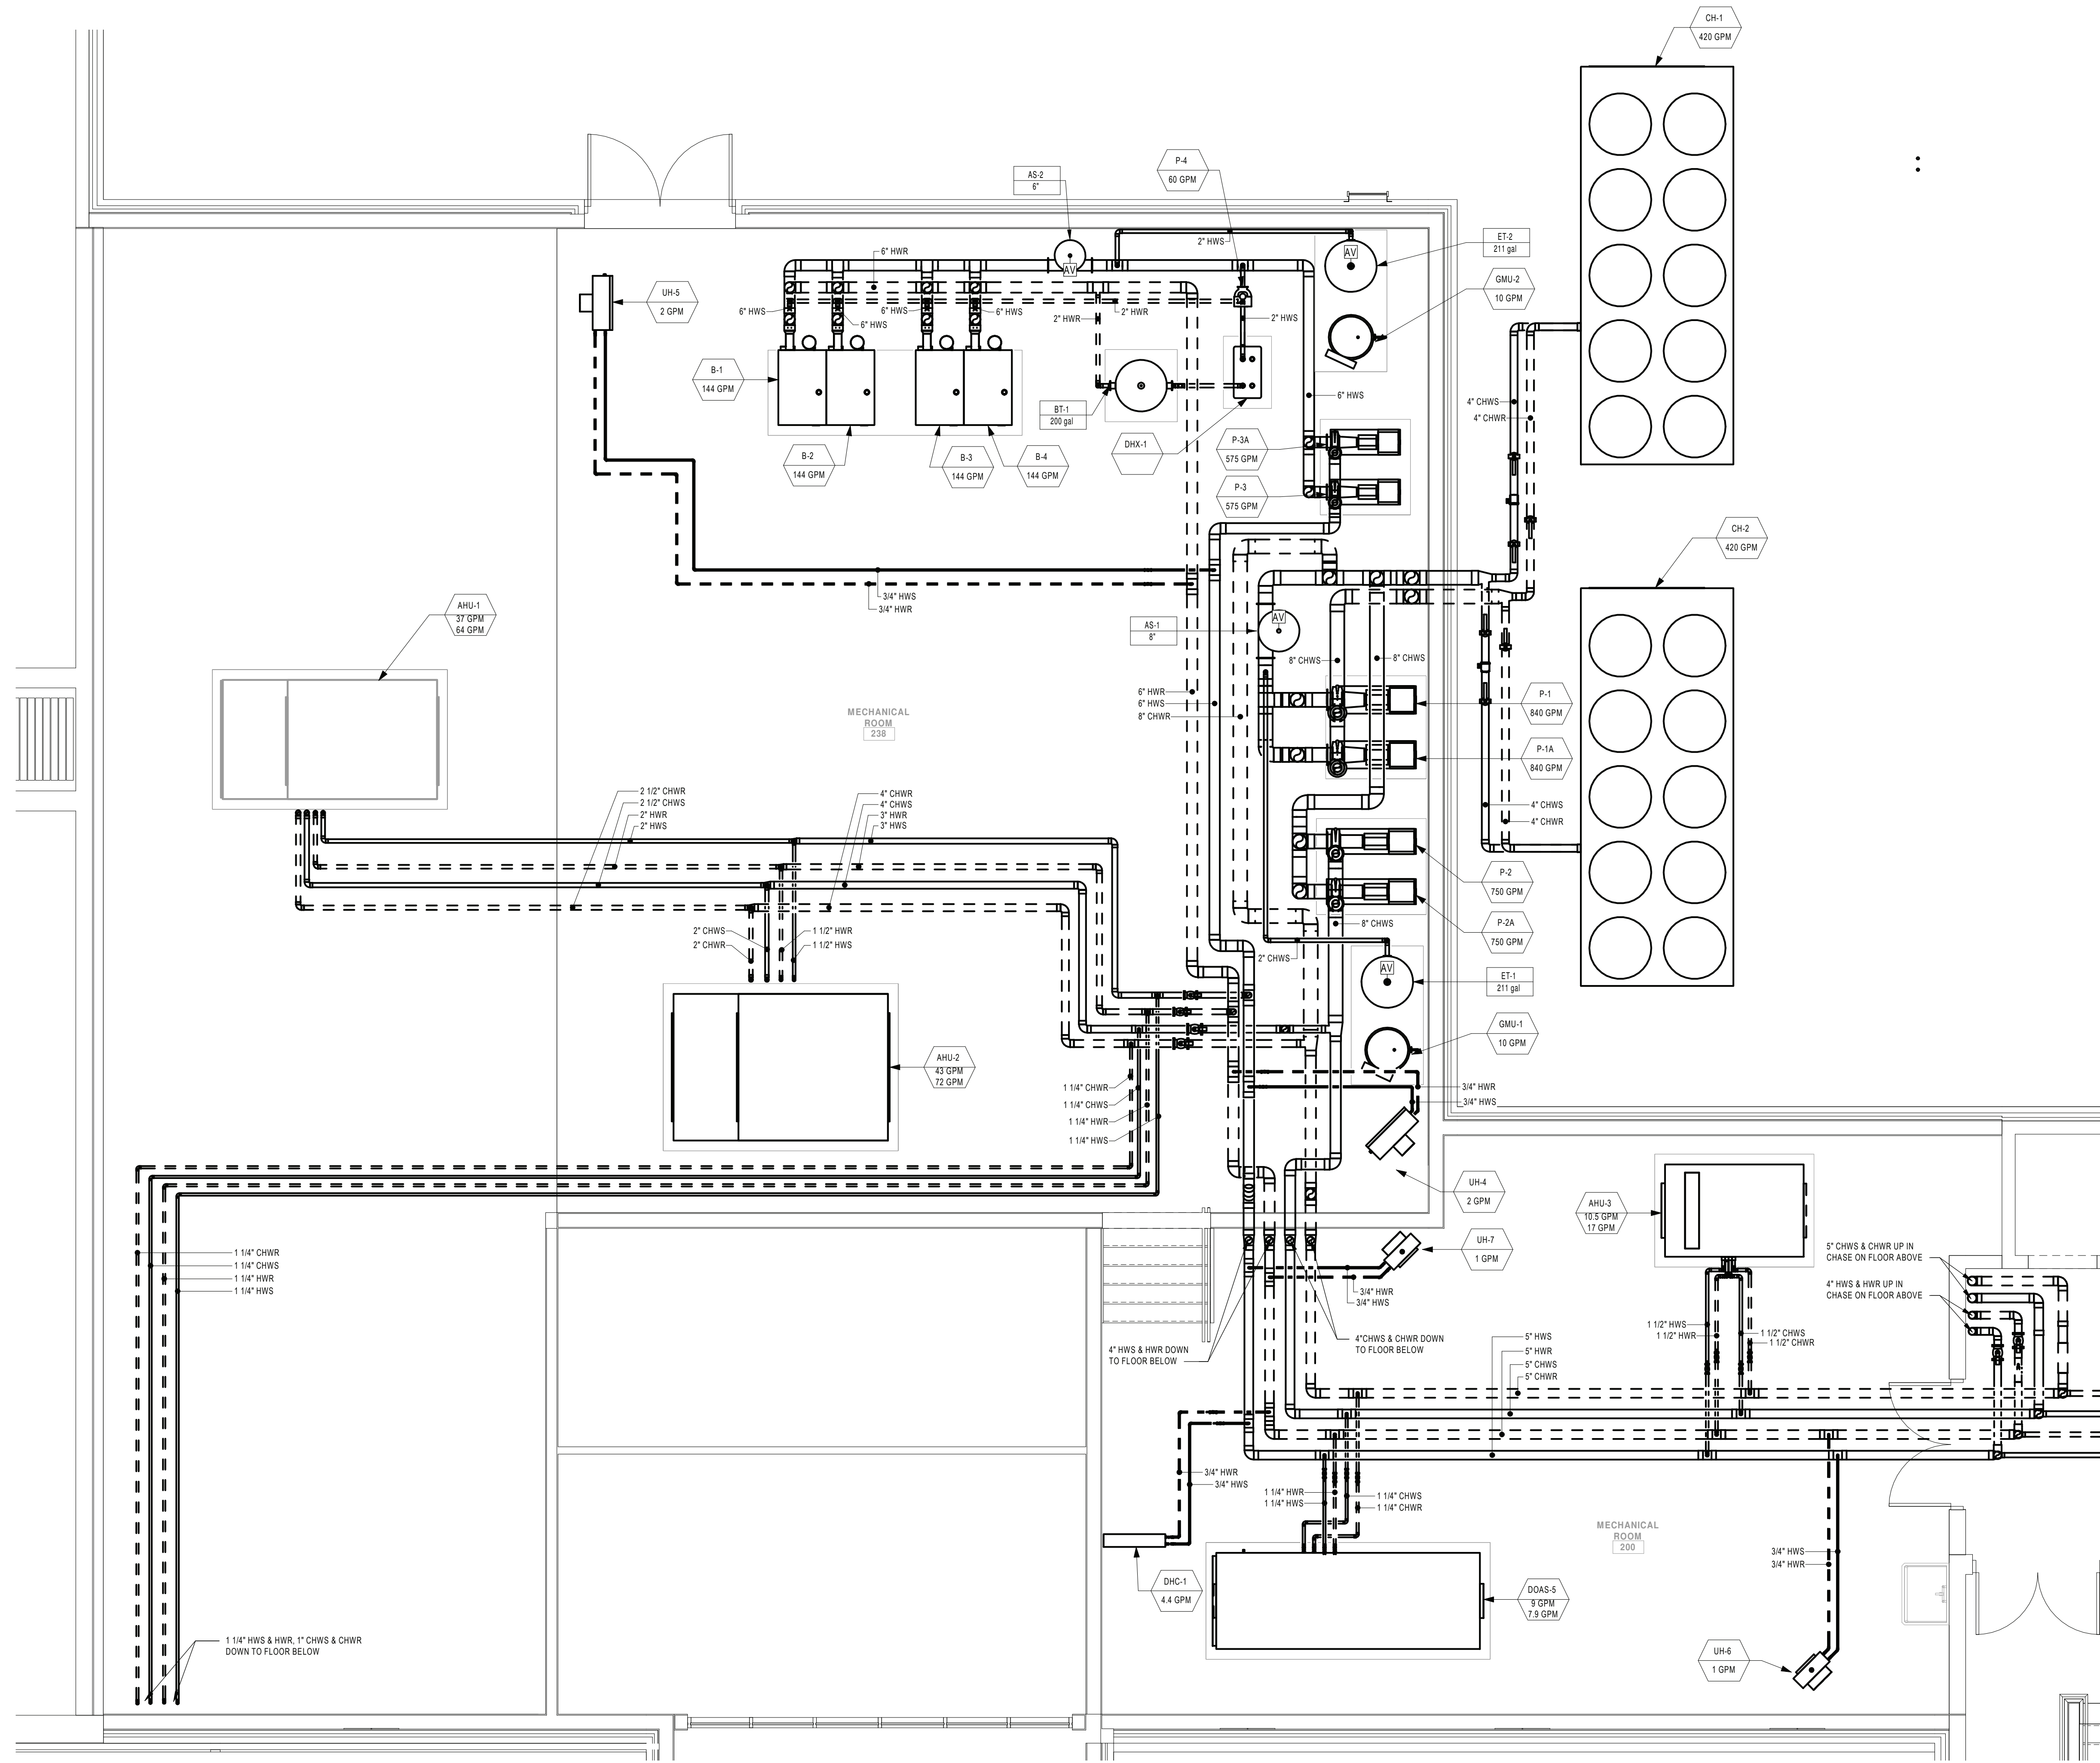 CH-1
420 GPM
P-4
60 GPM
AS-2
6"
ET-2
211 gal
GMU-2
10 GPM
UH-5
2 GPM
6" HWR
2" HWS
AV
AV
6" HWS
6" HWS
6" HWS
6" HWS
2" HWR
2" HWR
2" HWS
B-1
144 GPM
B-2
144 GPM
B-3
144 GPM
B-4
144 GPM
BT-1
200 gal
DHX-1
6" HWS
P-3A
575 GPM
P-3
575 GPM
4" CHWS
4" CHWR
CH-2
420 GPM
3/4" HWS
3/4" HWR
AHU-1
37 GPM
64 GPM
AS-1
8"
AV
8" CHWS
8" CHWS
6" HWR
6" HWS
8" CHWR
P-1
840 GPM
P-1A
840 GPM
MECHANICAL
ROOM
238
2 1/2" CHWR
2 1/2" CHWS
2" HWR
2" HWS
4" CHWR
4" CHWS
3" HWR
3" HWS
4" CHWS
4" CHWR
P-2
750 GPM
P-2A
750 GPM
2" CHWS
2" CHWR
1 1/2" HWR
1 1/2" HWS
8" CHWS
2" CHWS
AV
ET-1
211 gal
GMU-1
10 GPM
AHU-2
43 GPM
72 GPM
1 1/4" CHWR
1 1/4" CHWS
1 1/4" HWR
1 1/4" HWS
3/4" HWR
3/4" HWS
UH-4
2 GPM
UH-7
1 GPM
AHU-3
10.5 GPM
17 GPM
1 1/4" CHWR
1 1/4" CHWS
1 1/4" HWR
1 1/4" HWS
3/4" HWR
3/4" HWS
5" CHWS & CHWR UP IN
CHASE ON FLOOR ABOVE
4" HWS & HWR UP IN
CHASE ON FLOOR ABOVE
4" HWS & HWR DOWN
TO FLOOR BELOW
4"CHWS & CHWR DOWN
TO FLOOR BELOW
5" HWS
5" HWR
5" CHWS
5" CHWR
1 1/2" HWS
1 1/2" HWR
1 1/2" CHWS
1 1/2" CHWR
3/4" HWR
3/4" HWS
1 1/4" HWR
1 1/4" HWS
1 1/4" CHWS
1 1/4" CHWR
MECHANICAL
ROOM
200
3/4" HWS
3/4" HWR
DHC-1
4.4 GPM
DOAS-5
9 GPM
7.9 GPM
UH-6
1 GPM
1 1/4" HWS & HWR, 1" CHWS & CHWR
DOWN TO FLOOR BELOW